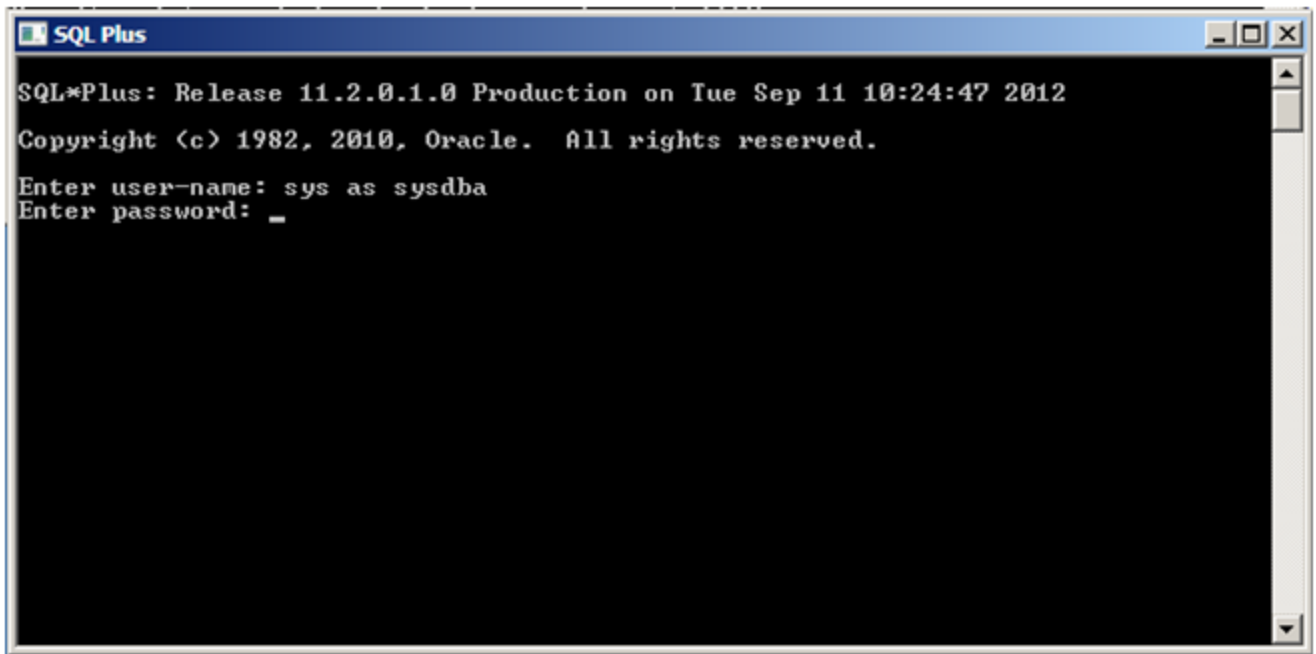 SQL Plus
SQL*Plus: Release 11.2.0.1.0 Production on Tue Sep 11 10:24:47 2012
Copyright (c) 1982, 2010, Oracle.  All rights reserved.
Enter user-name: sys as sysdba
Enter password: _